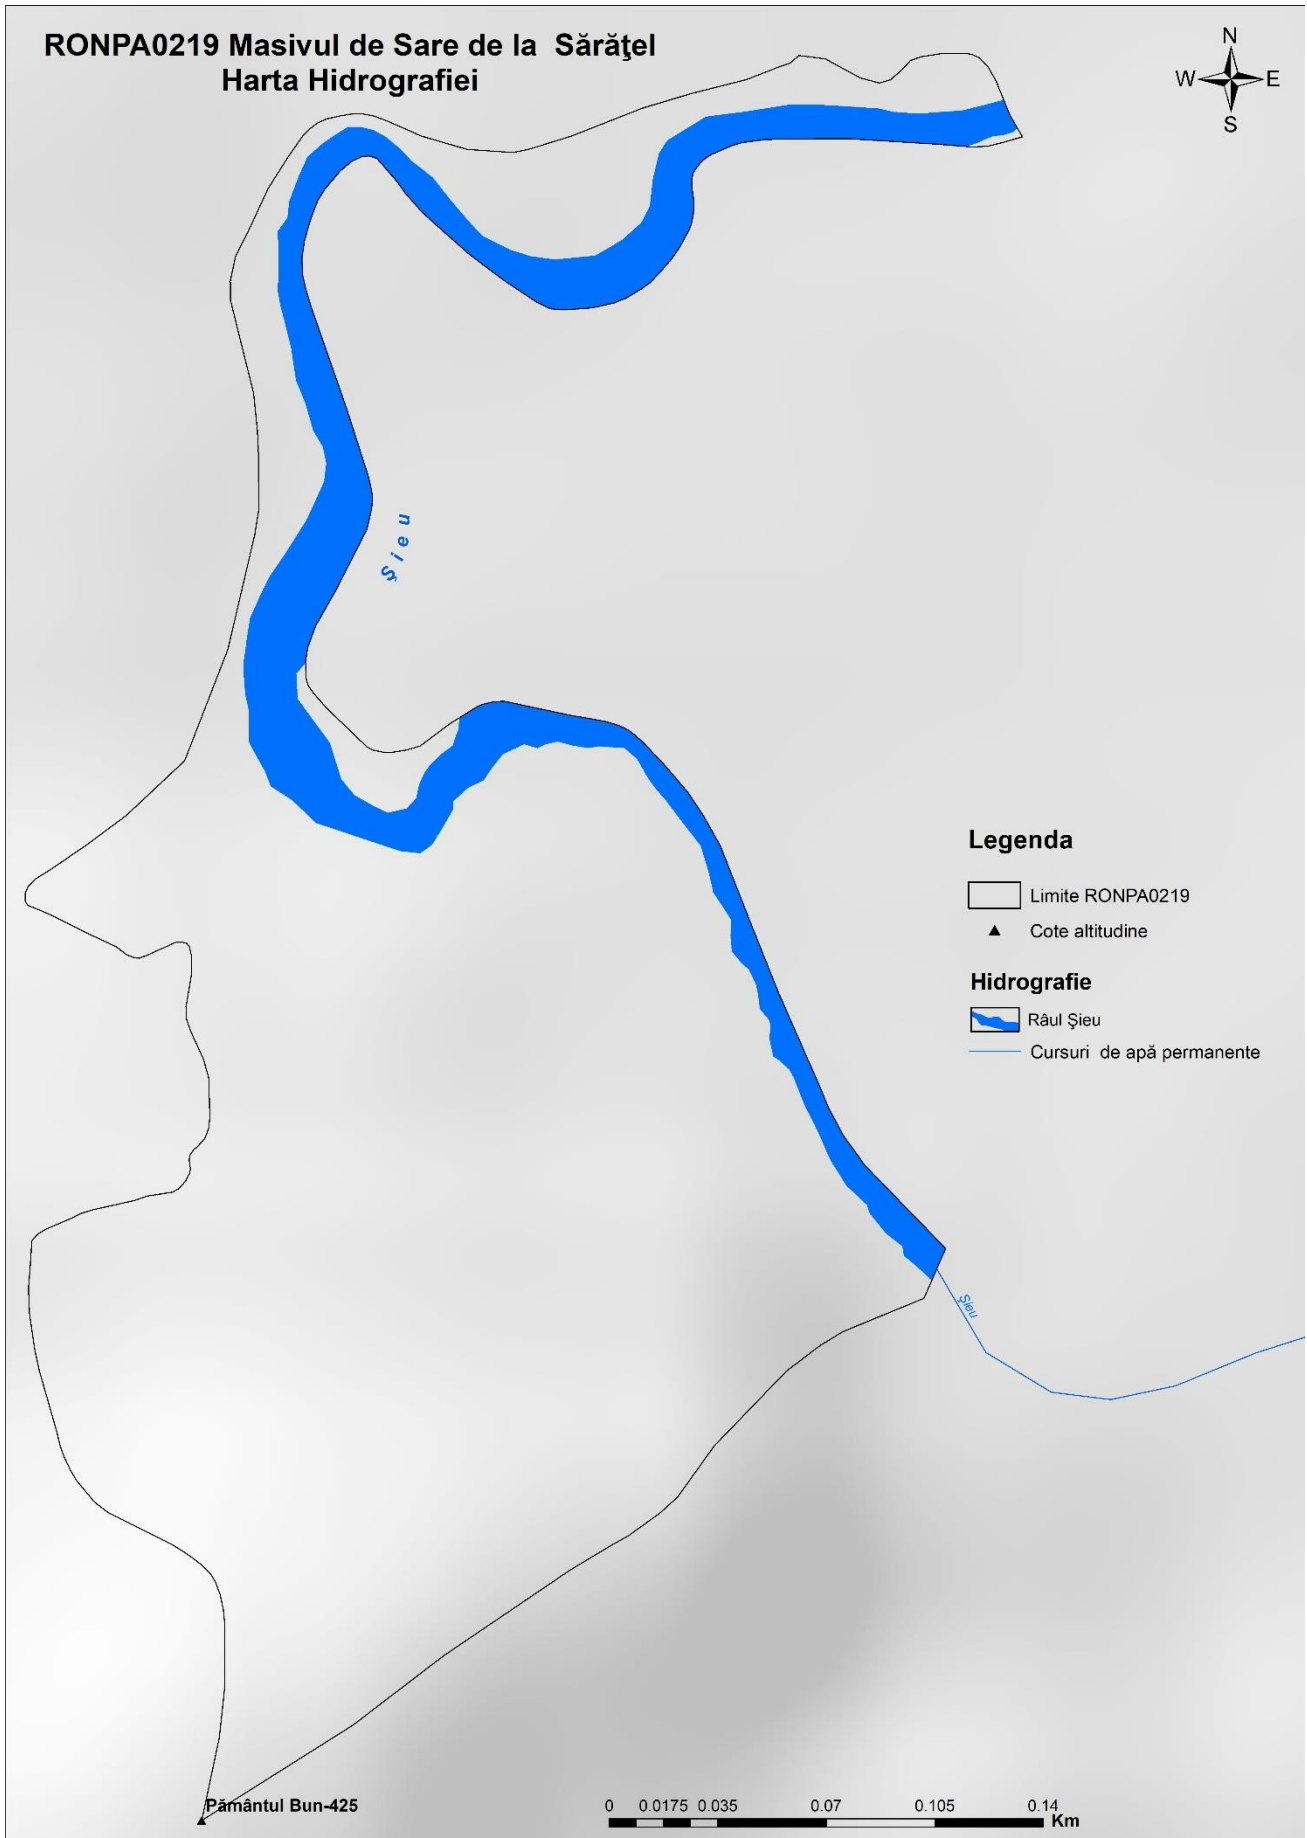 RONPA0219 Masivul de Sare de la Sărăţel
Harta Hidrografiei
N
W E
S
Şieu
Legenda
Limite RONPA0219
Cote altitudine
Hidrografie
Râul Şieu
Cursuri de apă permanente
Şieu
Pământul Bun-425
0 0.0175 0.035 0.07 0.105 0.14
Km